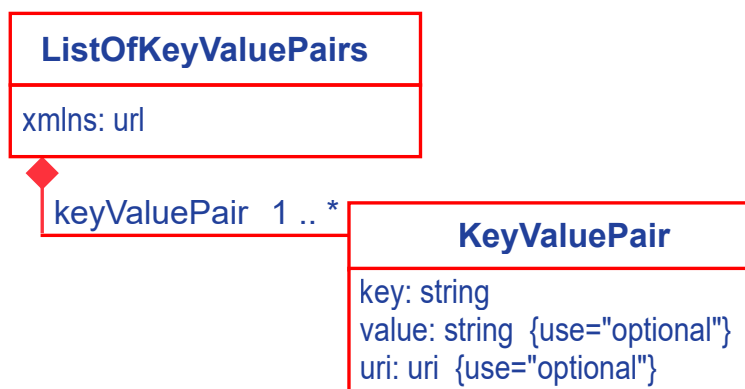 ListOfKeyValuePairs
xmlns: url
keyValuePair 1 .. *
KeyValuePair
key: string
value: string {use="optional"}
uri: uri {use="optional"}